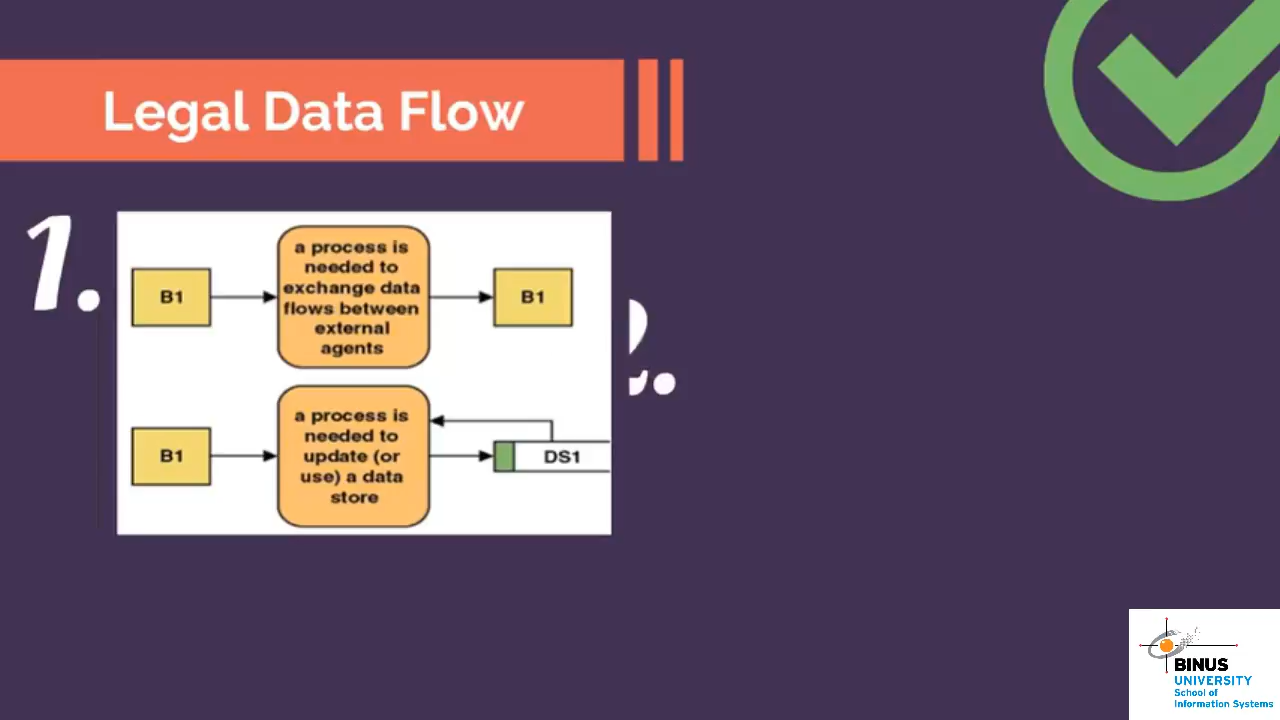 Legal Data Flow
1.
B1
a process is
needed to
exchange data
flows between
external
agents
B1
2.
B1
a process is
needed to
update (or
use) a data
store
DS1
BINUS
UNIVERSITY
School of
Information Systems